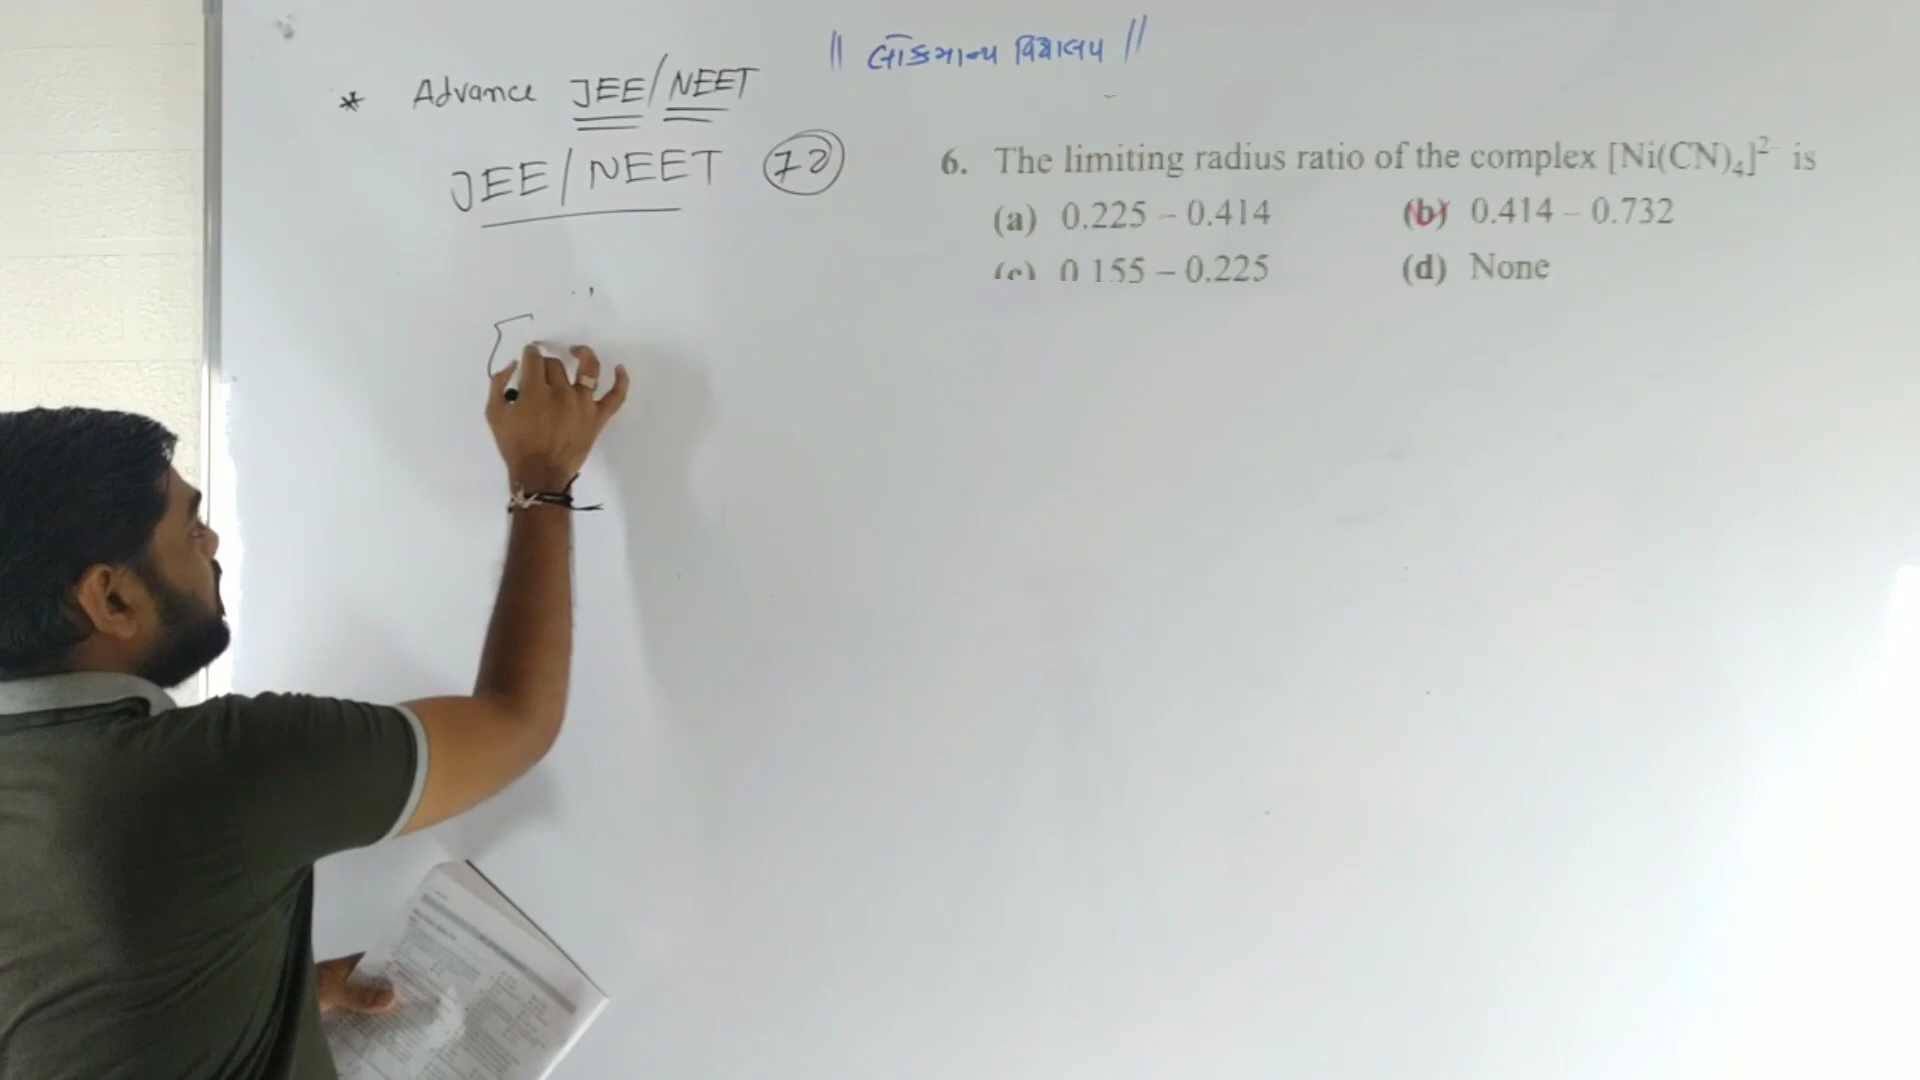 || લોકમાન્ય વિદ્યાલય ||
* Advance JEE/NEET
JEE/NEET 72
6. The limiting radius ratio of the complex [Ni(CN)₄]²⁻ is
(a) 0.225 – 0.414 (b) 0.414 – 0.732
(c) 0.155 – 0.225 (d) None
[